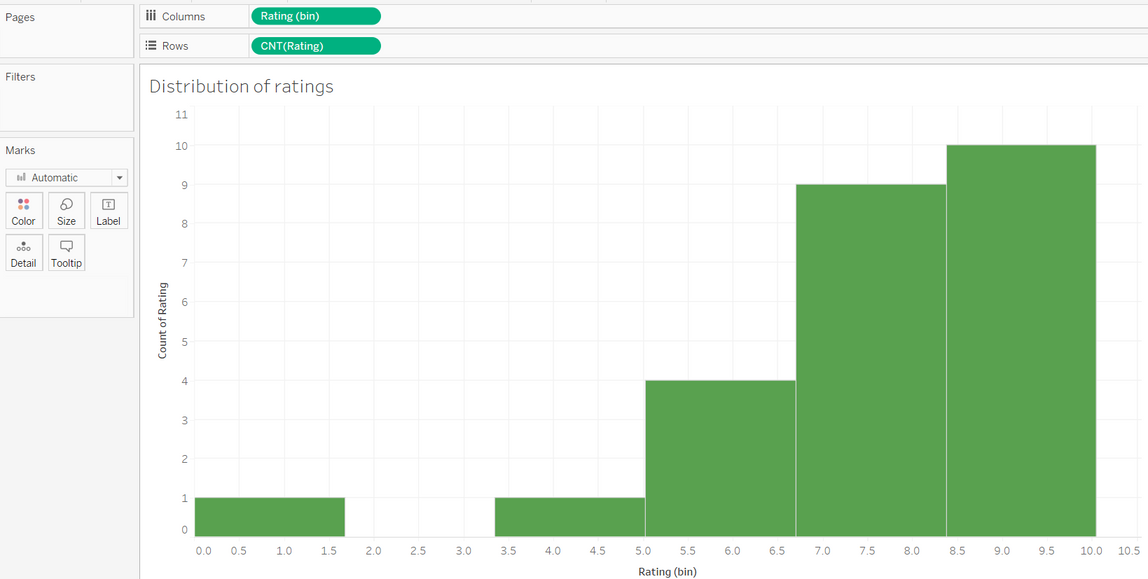 Pages
Columns
Rating (bin)
Rows
CNT(Rating)
Filters
Marks
Automatic
Color Size Label
Detail Tooltip
Distribution of ratings
Count of Rating
11
10
9
8
7
6
5
4
3
2
1
0
0.0 0.5 1.0 1.5 2.0 2.5 3.0 3.5 4.0 4.5 5.0 5.5 6.0 6.5 7.0 7.5 8.0 8.5 9.0 9.5 10.0 10.5
Rating (bin)